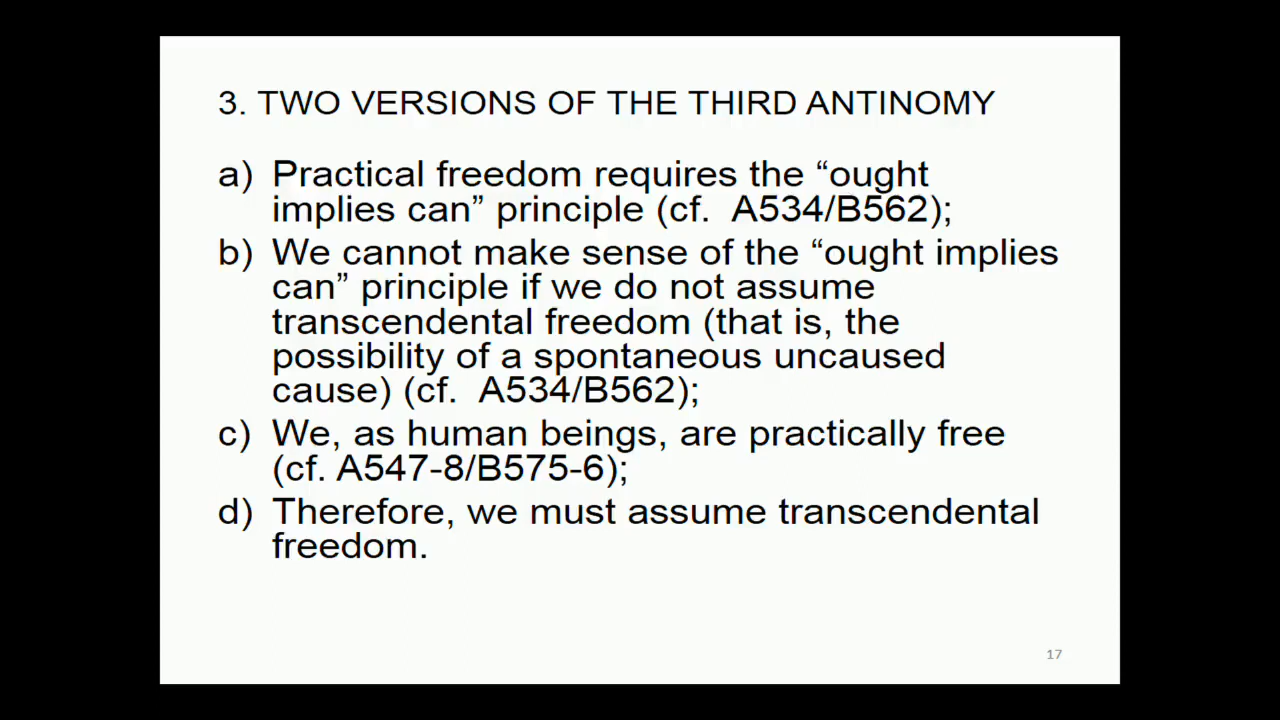 3. TWO VERSIONS OF THE THIRD ANTINOMY
a) Practical freedom requires the “ought
implies can” principle (cf. A534/B562);
b) We cannot make sense of the “ought implies
can” principle if we do not assume
transcendental freedom (that is, the
possibility of a spontaneous uncaused
cause) (cf. A534/B562);
c) We, as human beings, are practically free
(cf. A547-8/B575-6);
d) Therefore, we must assume transcendental
freedom.
17